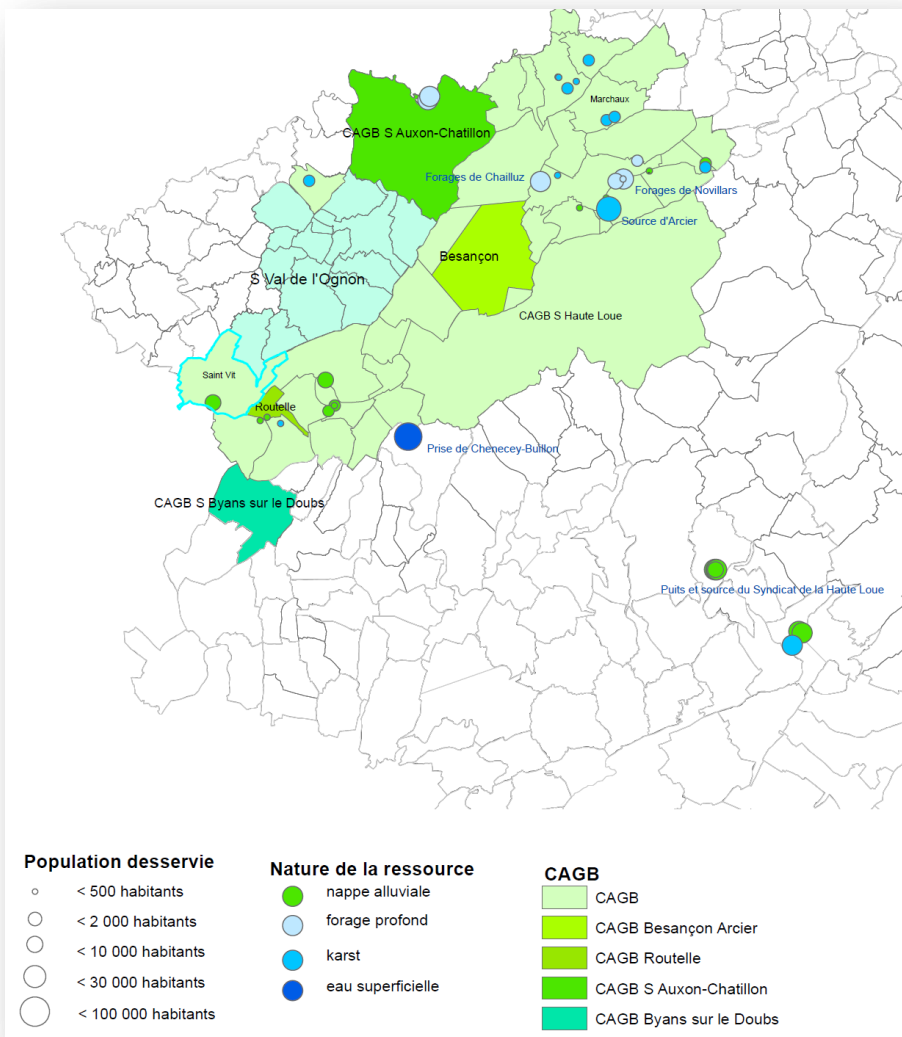 Marchaux
CAGB S Auxon-Chatillon
Forages de Chailluz
Forages de Novillars
Source d'Arcier
Besançon
S Val de l'Ognon
CAGB S Haute Loue
Saint Vit
Routelle
Prise de Chenecey-Buillon
CAGB S Byans sur le Doubs
Puits et source du Syndicat de la Haute Loue
Population desservie
< 500 habitants
< 2 000 habitants
< 10 000 habitants
< 30 000 habitants
< 100 000 habitants
Nature de la ressource
nappe alluviale
forage profond
karst
eau superficielle
CAGB
CAGB
CAGB Besançon Arcier
CAGB Routelle
CAGB S Auxon-Chatillon
CAGB Byans sur le Doubs